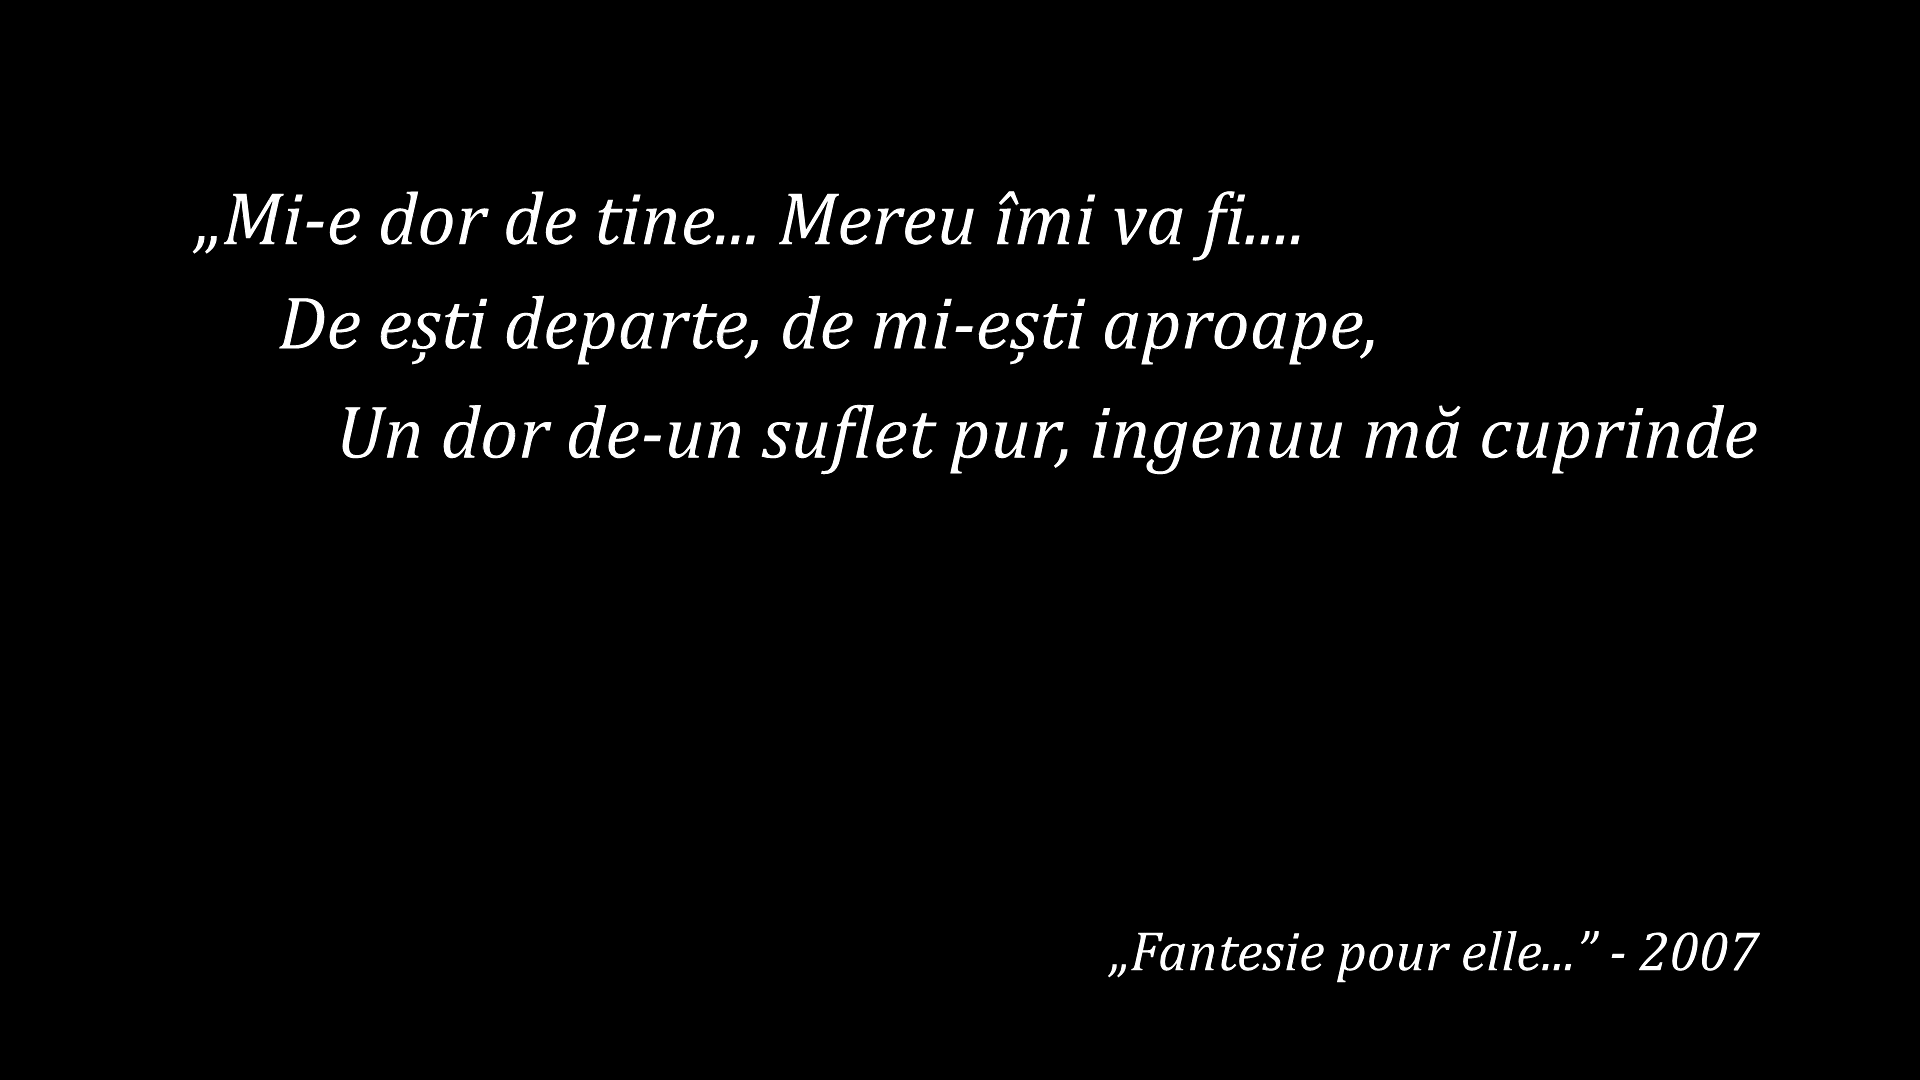 „Mi-e dor de tine... Mereu îmi va fi....
De ești departe, de mi-ești aproape,
Un dor de-un suflet pur, ingenuu mă cuprinde
„Fantesie pour elle...” - 2007